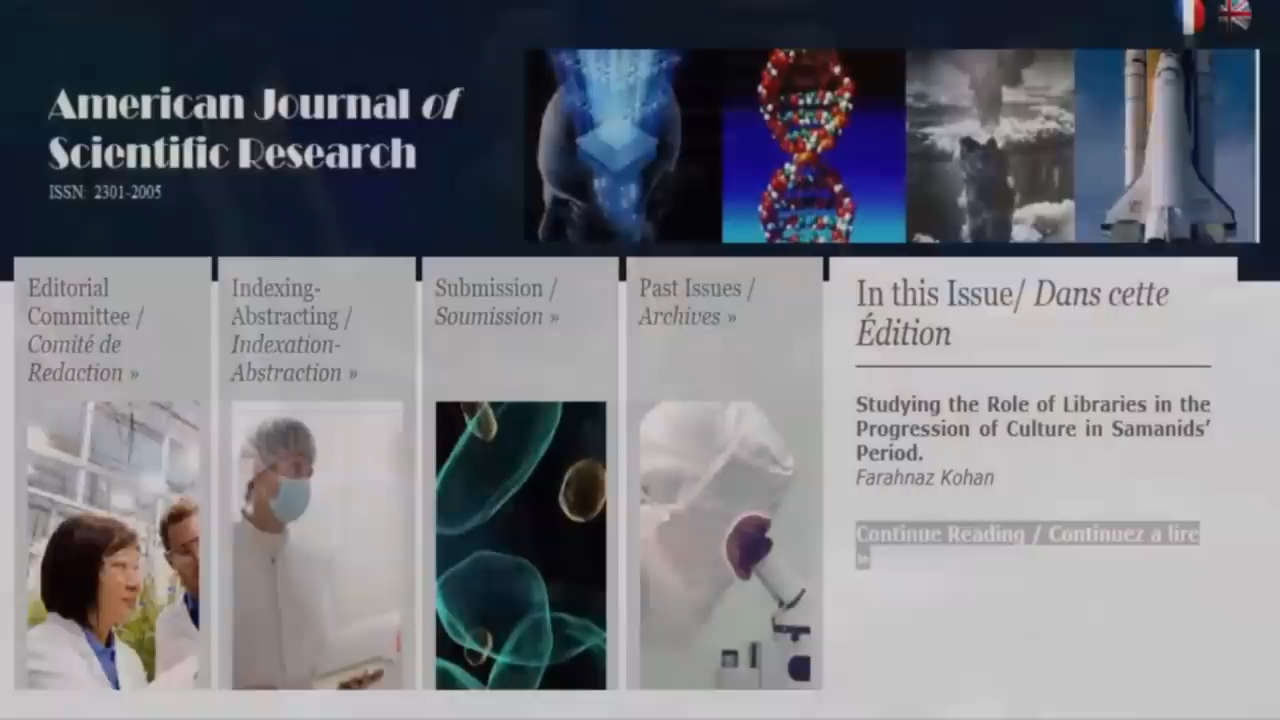 American Journal of
Scientific Research
ISSN: 2301-2005
Editorial
Committee /
Comité de
Redaction »
Indexing-
Abstracting /
Indexation-
Abstraction »
Submission /
Soumission »
Past Issues /
Archives »
In this Issue/ Dans cette
Édition
Studying the Role of Libraries in the
Progression of Culture in Samanids’
Period.
Farahnaz Kohan
Continue Reading / Continuez a lire
»